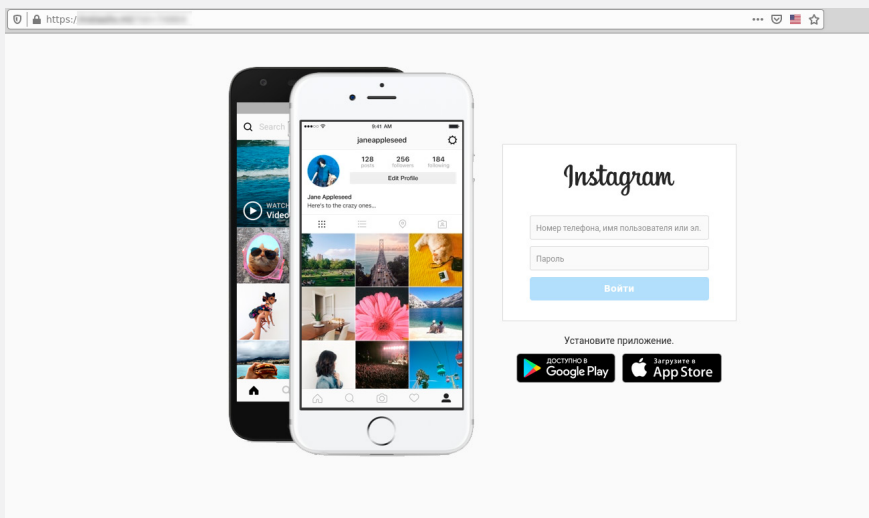 https:/
Search
WATCH
Video
9:41 AM
janeappleseed
128
posts
256
followers
184
following
Edit Profile
Jane Appleseed
Here's to the crazy ones...
Instagram
Номер телефона, имя пользователя или эл.
Пароль
Войти
Установите приложение.
ДОСТУПНО В
Google Play
Загрузите в
App Store